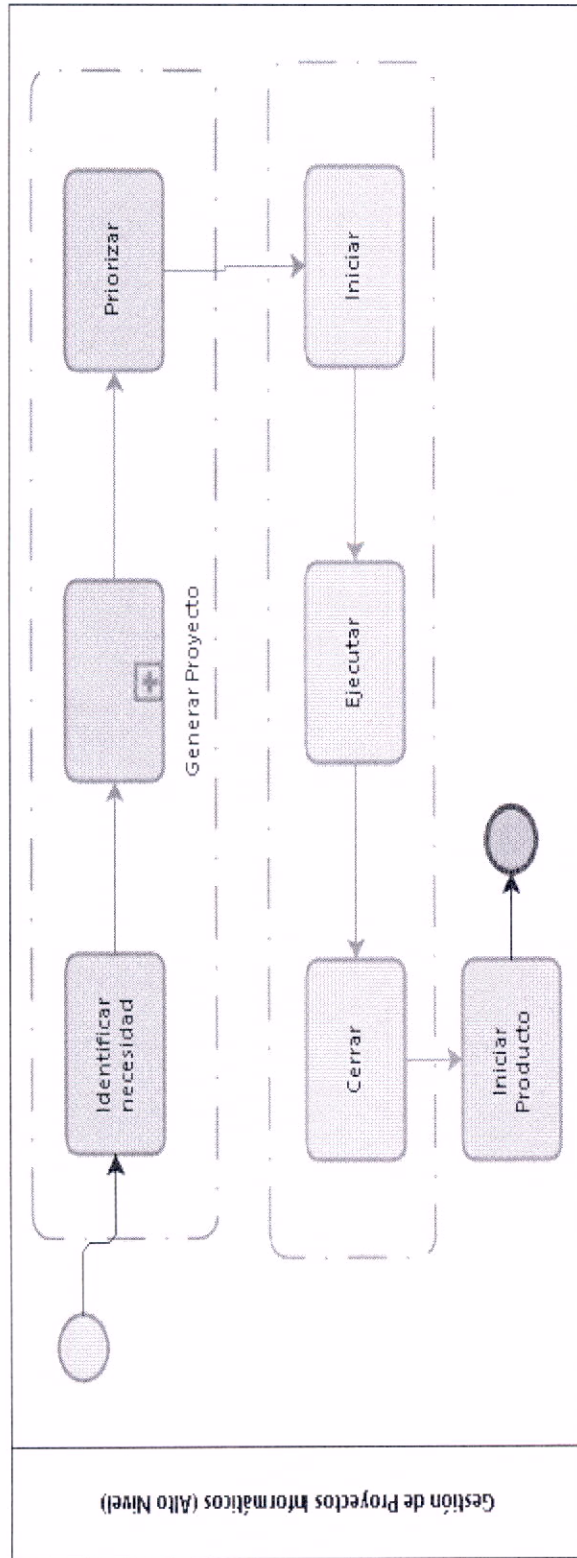 Gestión de Proyectos Informáticos (Alto Nivel)
Identificar
necesidad
Generar Proyecto
Priorizar
Iniciar
Ejecutar
Cerrar
Iniciar
Producto